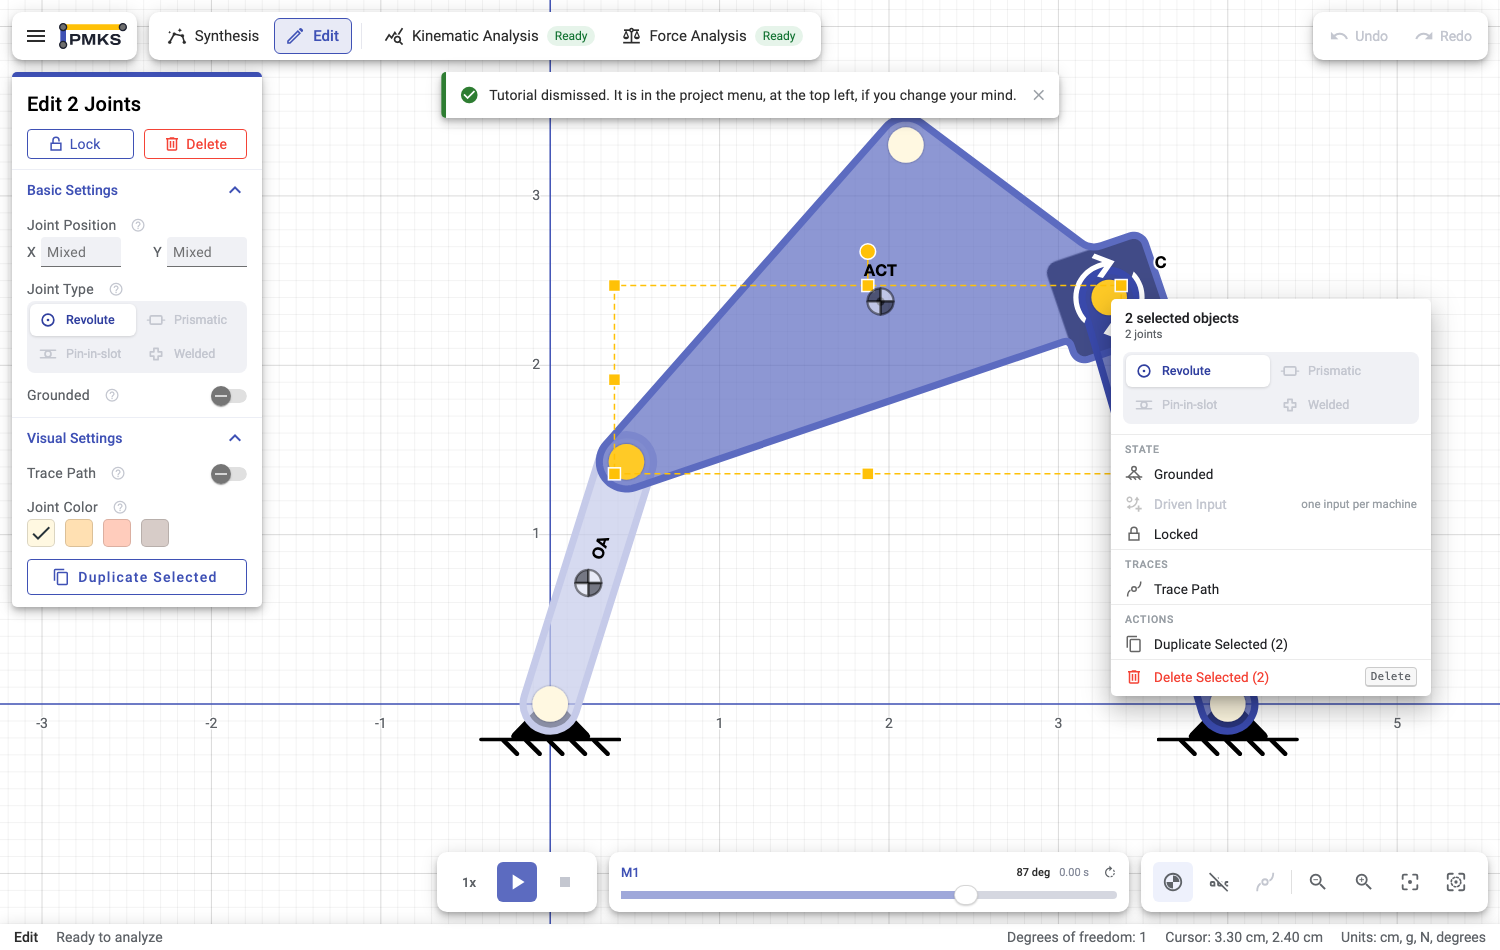 PMKS
Synthesis
Edit
Kinematic Analysis Ready
Force Analysis Ready
Undo
Redo
Tutorial dismissed. It is in the project menu, at the top left, if you change your mind.
Edit 2 Joints
Lock
Delete
Basic Settings
Joint Position ?
X Mixed Y Mixed
Joint Type ?
Revolute
Prismatic
Pin-in-slot
Welded
Grounded ?
Visual Settings
Trace Path ?
Joint Color ?
Duplicate Selected
3
2
1
-3
-2
-1
1
2
3
5
ACT
C
OA
2 selected objects
2 joints
Revolute
Prismatic
Pin-in-slot
Welded
STATE
Grounded
Driven Input one input per machine
Locked
TRACES
Trace Path
ACTIONS
Duplicate Selected (2)
Delete Selected (2) Delete
1x
M1
87 deg 0.00 s
Edit Ready to analyze
Degrees of freedom: 1 Cursor: 3.30 cm, 2.40 cm Units: cm, g, N, degrees